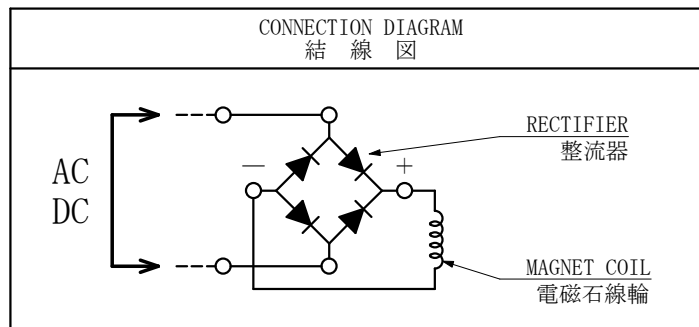 CONNECTION DIAGRAM
結 線 図
RECTIFIER
整流器
AC
DC
− +
MAGNET COIL
電磁石線輪